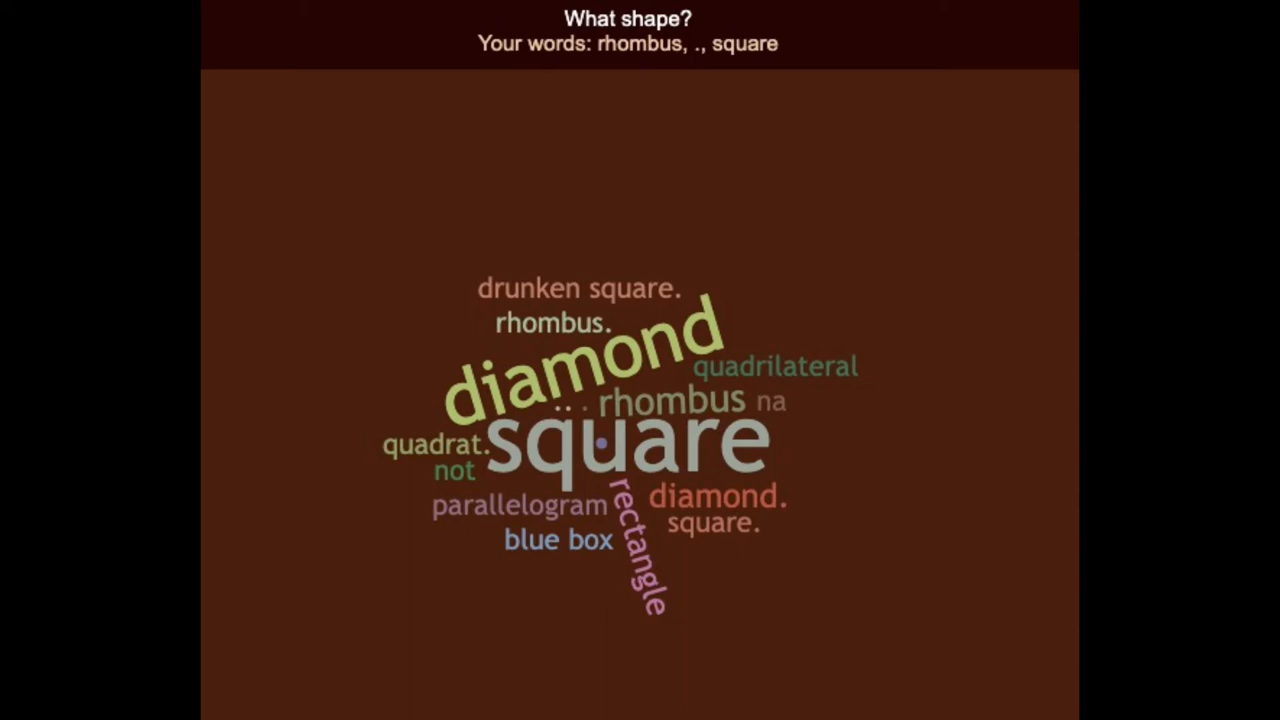 What shape?
Your words: rhombus, ., square
drunken square.
rhombus.
diamond
quadrilateral
.. . rhombus na
square
quadrat.
not
diamond.
parallelogram
rectangle
square.
blue box